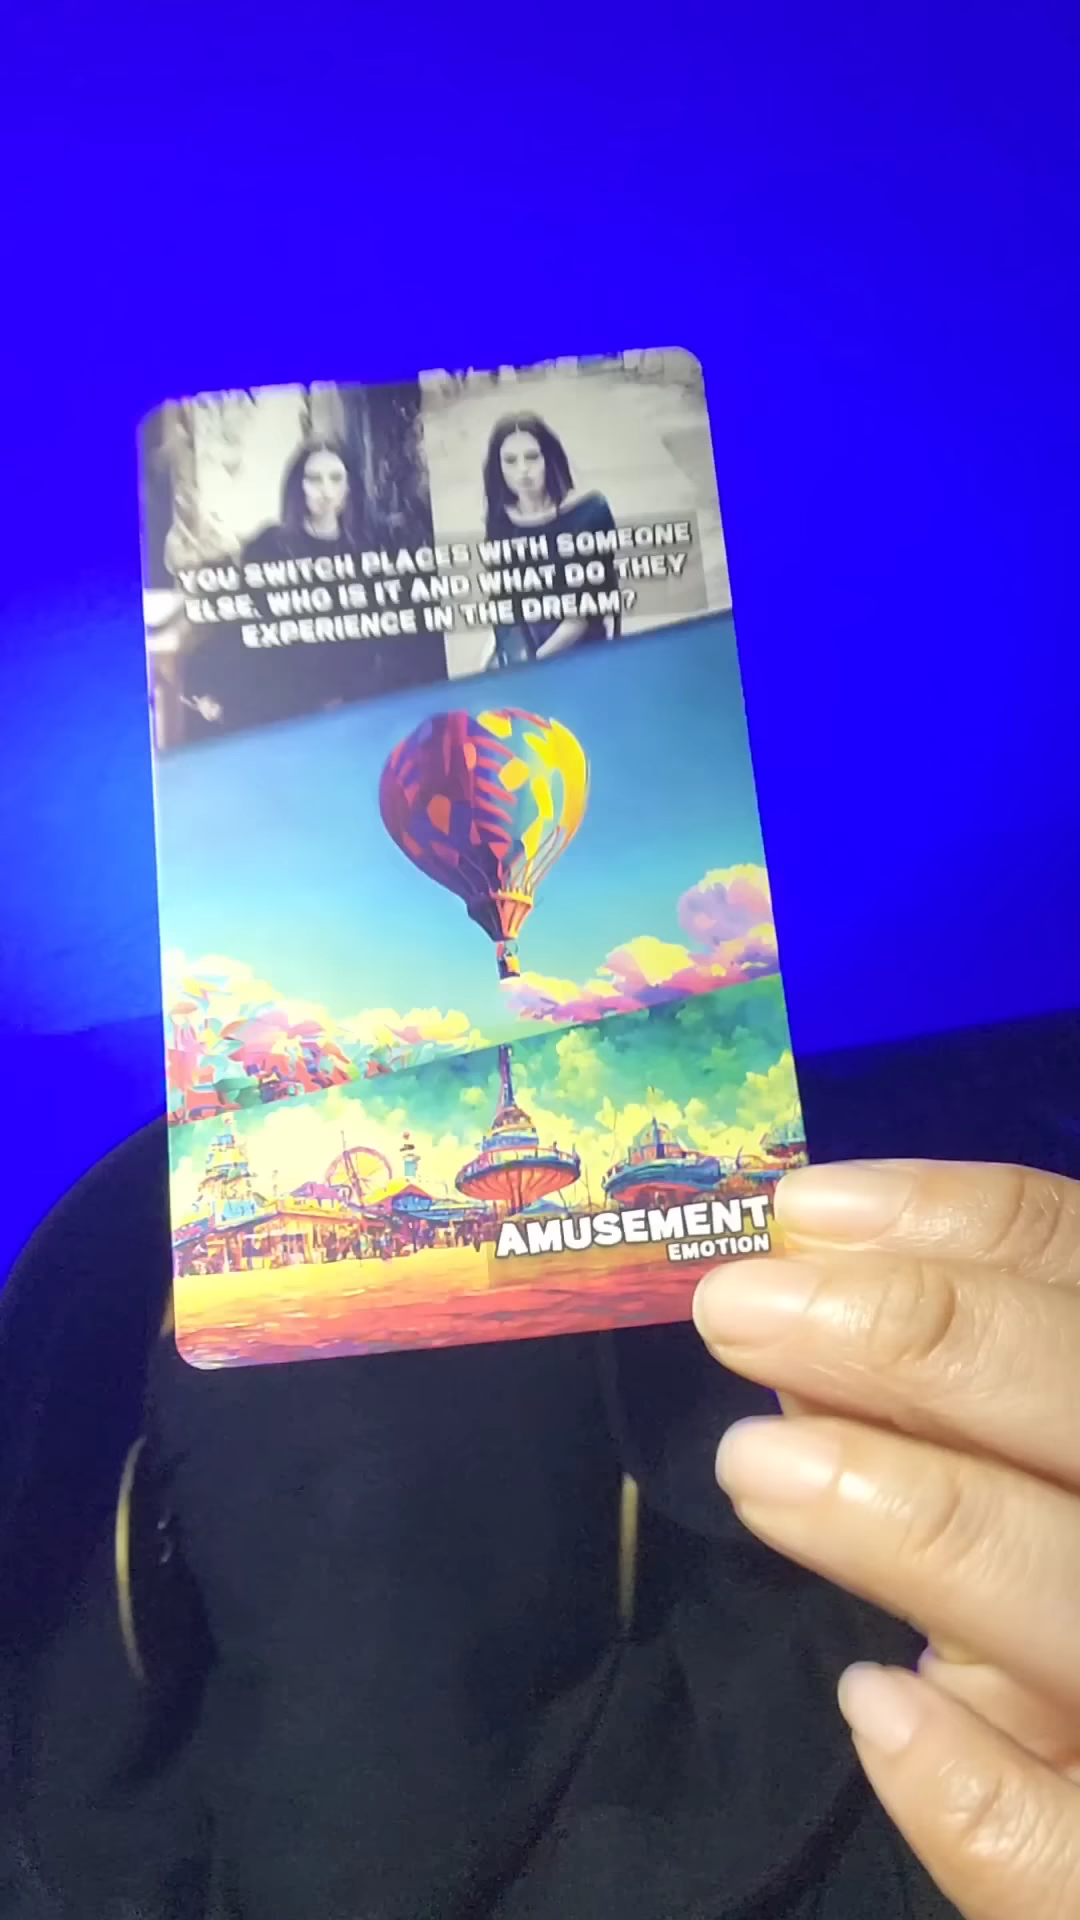 YOU SWITCH PLACES WITH SOMEONE
ELSE. WHO IS IT AND WHAT DO THEY
EXPERIENCE IN THE DREAM?
AMUSEMENT
EMOTION